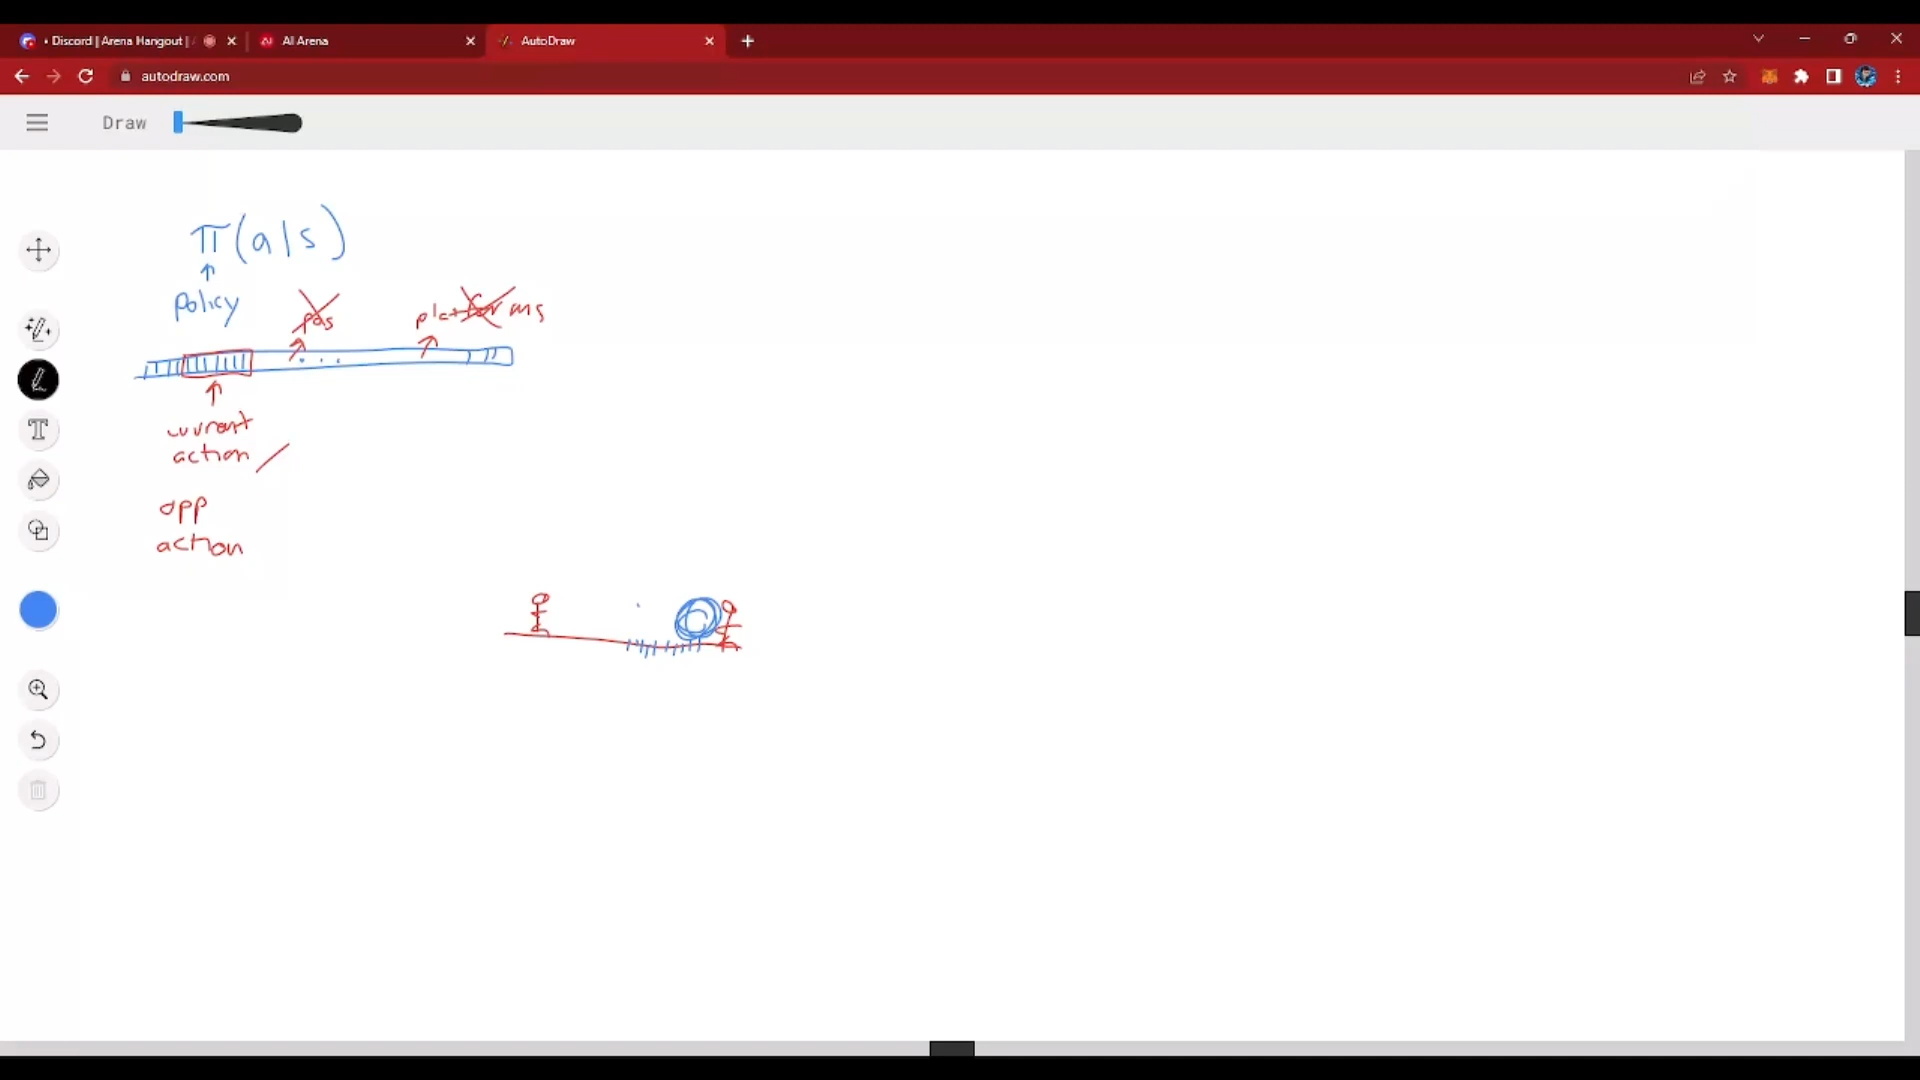 • Discord | Arena Hangout |
AI Arena
AutoDraw
autodraw.com
Draw
π(a|s)
policy
pos
platforms
current
action /
opp
action